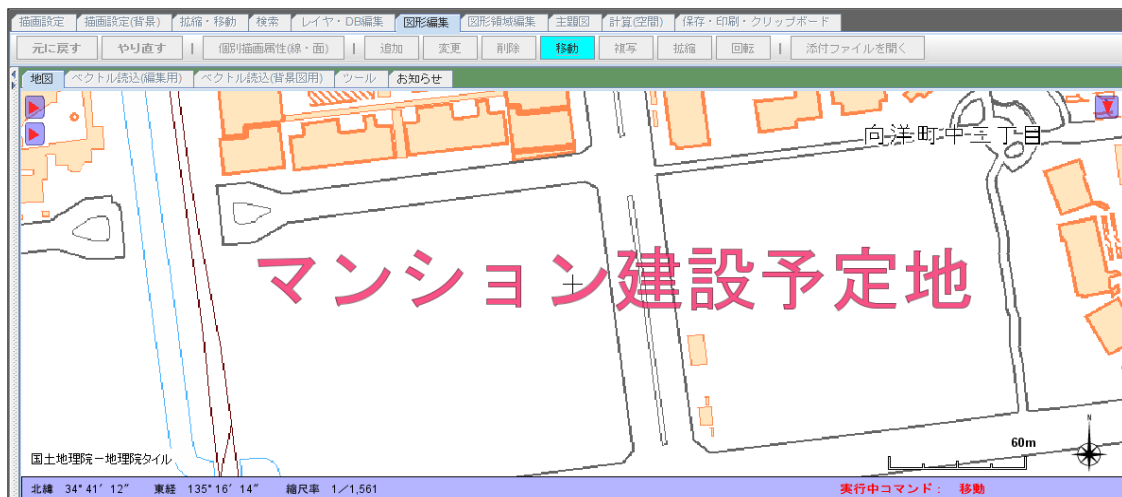 描画設定 描画設定(背景) 拡縮・移動 検索 レイヤ・DB編集 図形編集 図形領域編集 主題図 計算(空間) 保存・印刷・クリップボード
元に戻す やり直す | 個別描画属性(線・面) | 追加 変更 削除 移動 複写 拡縮 回転 | 添付ファイルを開く
地図 ベクトル読込(編集用) ベクトル読込(背景図用) ツール お知らせ
向洋町中三丁目
マンション建設予定地
N
60m
国土地理院－地理院タイル
北緯 34°41′12″ 東経 135°16′14″ 縮尺率 1／1,561 実行中コマンド： 移動